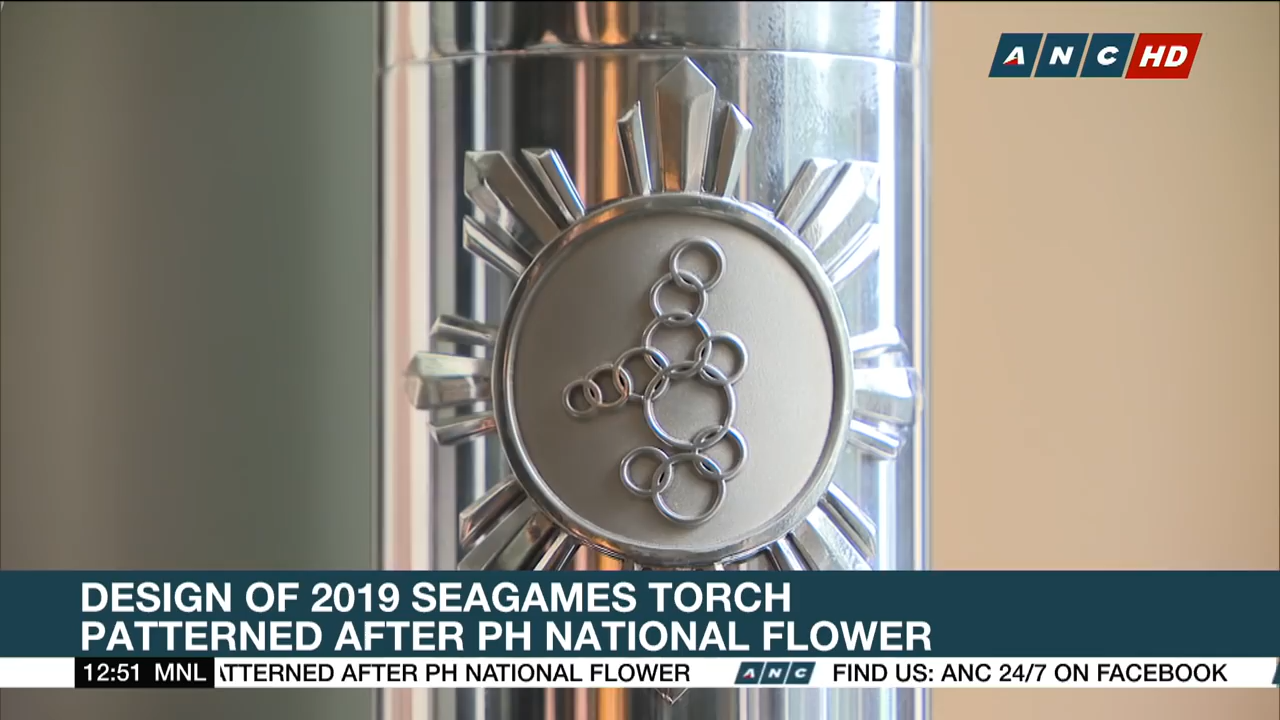 ANC HD
DESIGN OF 2019 SEAGAMES TORCH
PATTERNED AFTER PH NATIONAL FLOWER
12:51 MNL TTERNED AFTER PH NATIONAL FLOWER ANC FIND US: ANC 24/7 ON FACEBOOK